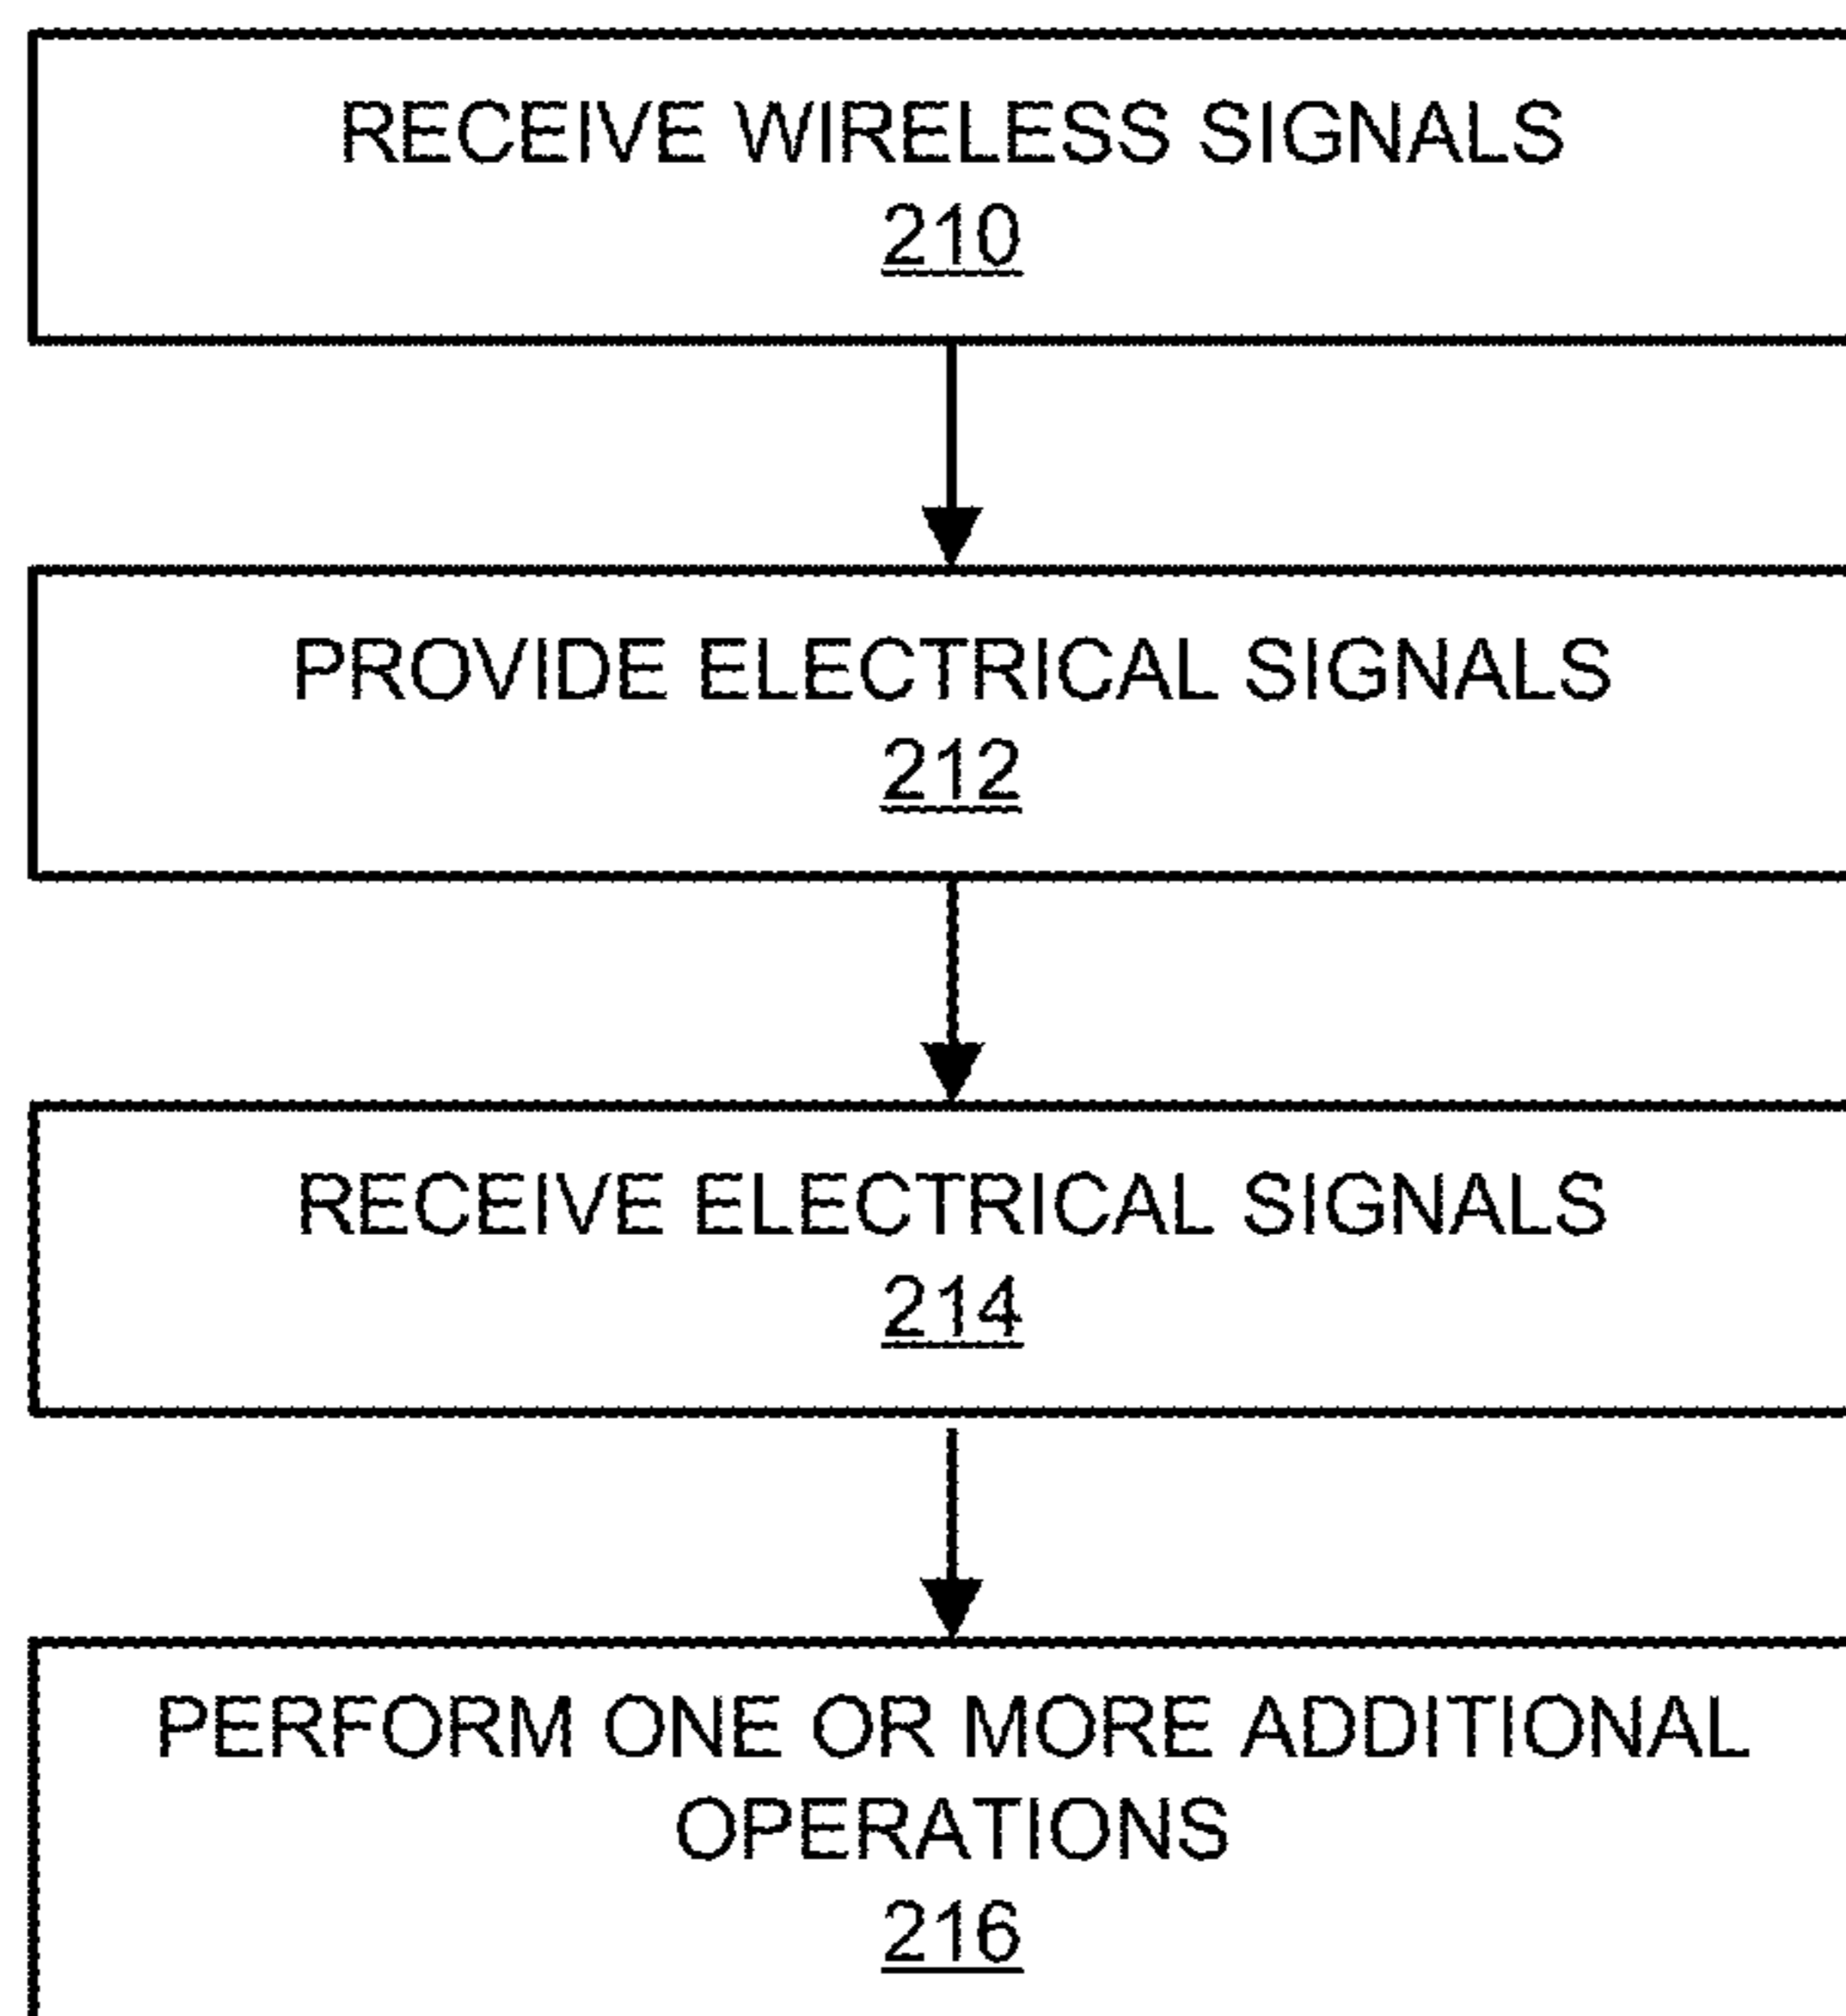 RECEIVE WIRELESS SIGNALS
210
PROVIDE ELECTRICAL SIGNALS
212
RECEIVE ELECTRICAL SIGNALS
214
PERFORM ONE OR MORE ADDITIONAL
OPERATIONS
216